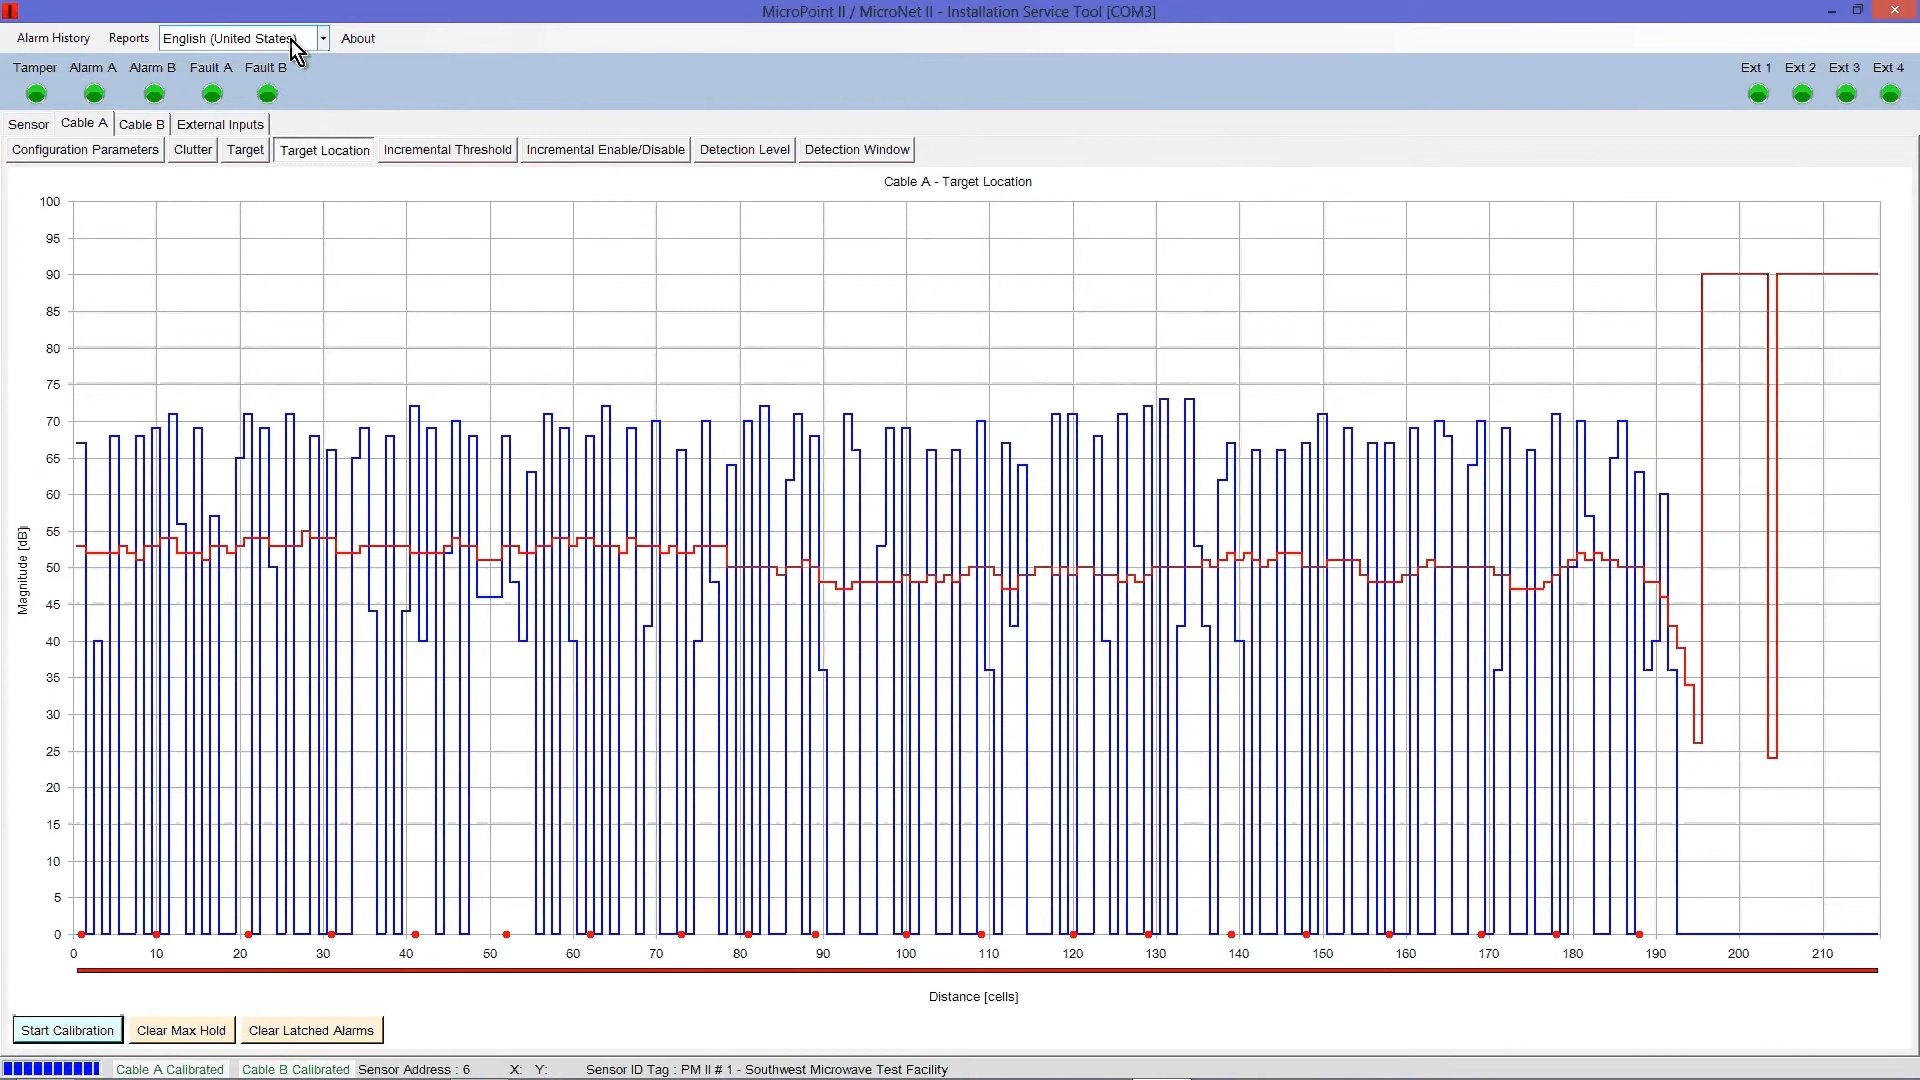 MicroPoint II / MicroNet II - Installation Service Tool [COM3]
Alarm History Reports English (United States) About
Tamper Alarm A Alarm B Fault A Fault B Ext 1 Ext 2 Ext 3 Ext 4
Sensor Cable A Cable B External Inputs
Configuration Parameters Clutter Target Target Location Incremental Threshold Incremental Enable/Disable Detection Level Detection Window
Cable A - Target Location
100
95
90
85
80
75
70
65
60
55
50
45
40
35
30
25
20
15
10
5
0
Magnitude [dB]
0 10 20 30 40 50 60 70 80 90 100 110 120 130 140 150 160 170 180 190 200 210
Distance [cells]
Start Calibration Clear Max Hold Clear Latched Alarms
Cable A Calibrated Cable B Calibrated Sensor Address : 6 X: Y: Sensor ID Tag : PM II # 1 - Southwest Microwave Test Facility